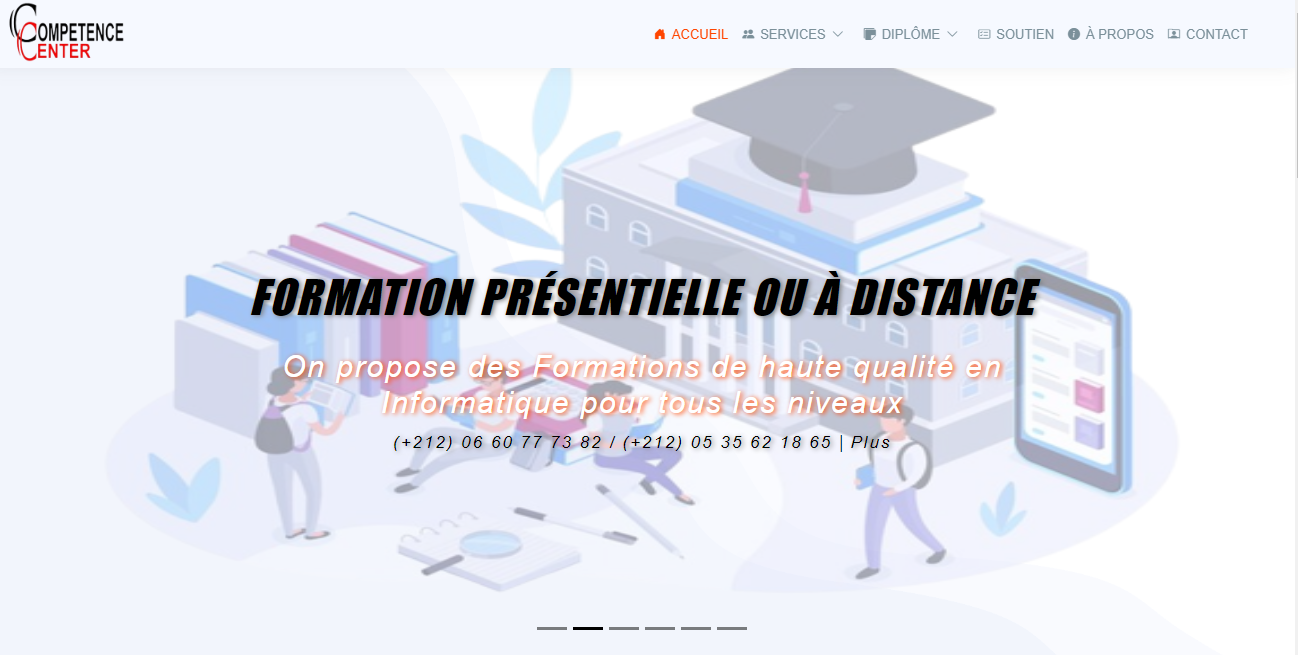 COMPETENCE
CENTER
ACCUEIL SERVICES DIPLÔME SOUTIEN À PROPOS CONTACT
FORMATION PRÉSENTIELLE OU À DISTANCE
On propose des Formations de haute qualité en
Informatique pour tous les niveaux
(+212) 06 60 77 73 82 / (+212) 05 35 62 18 65 | Plus